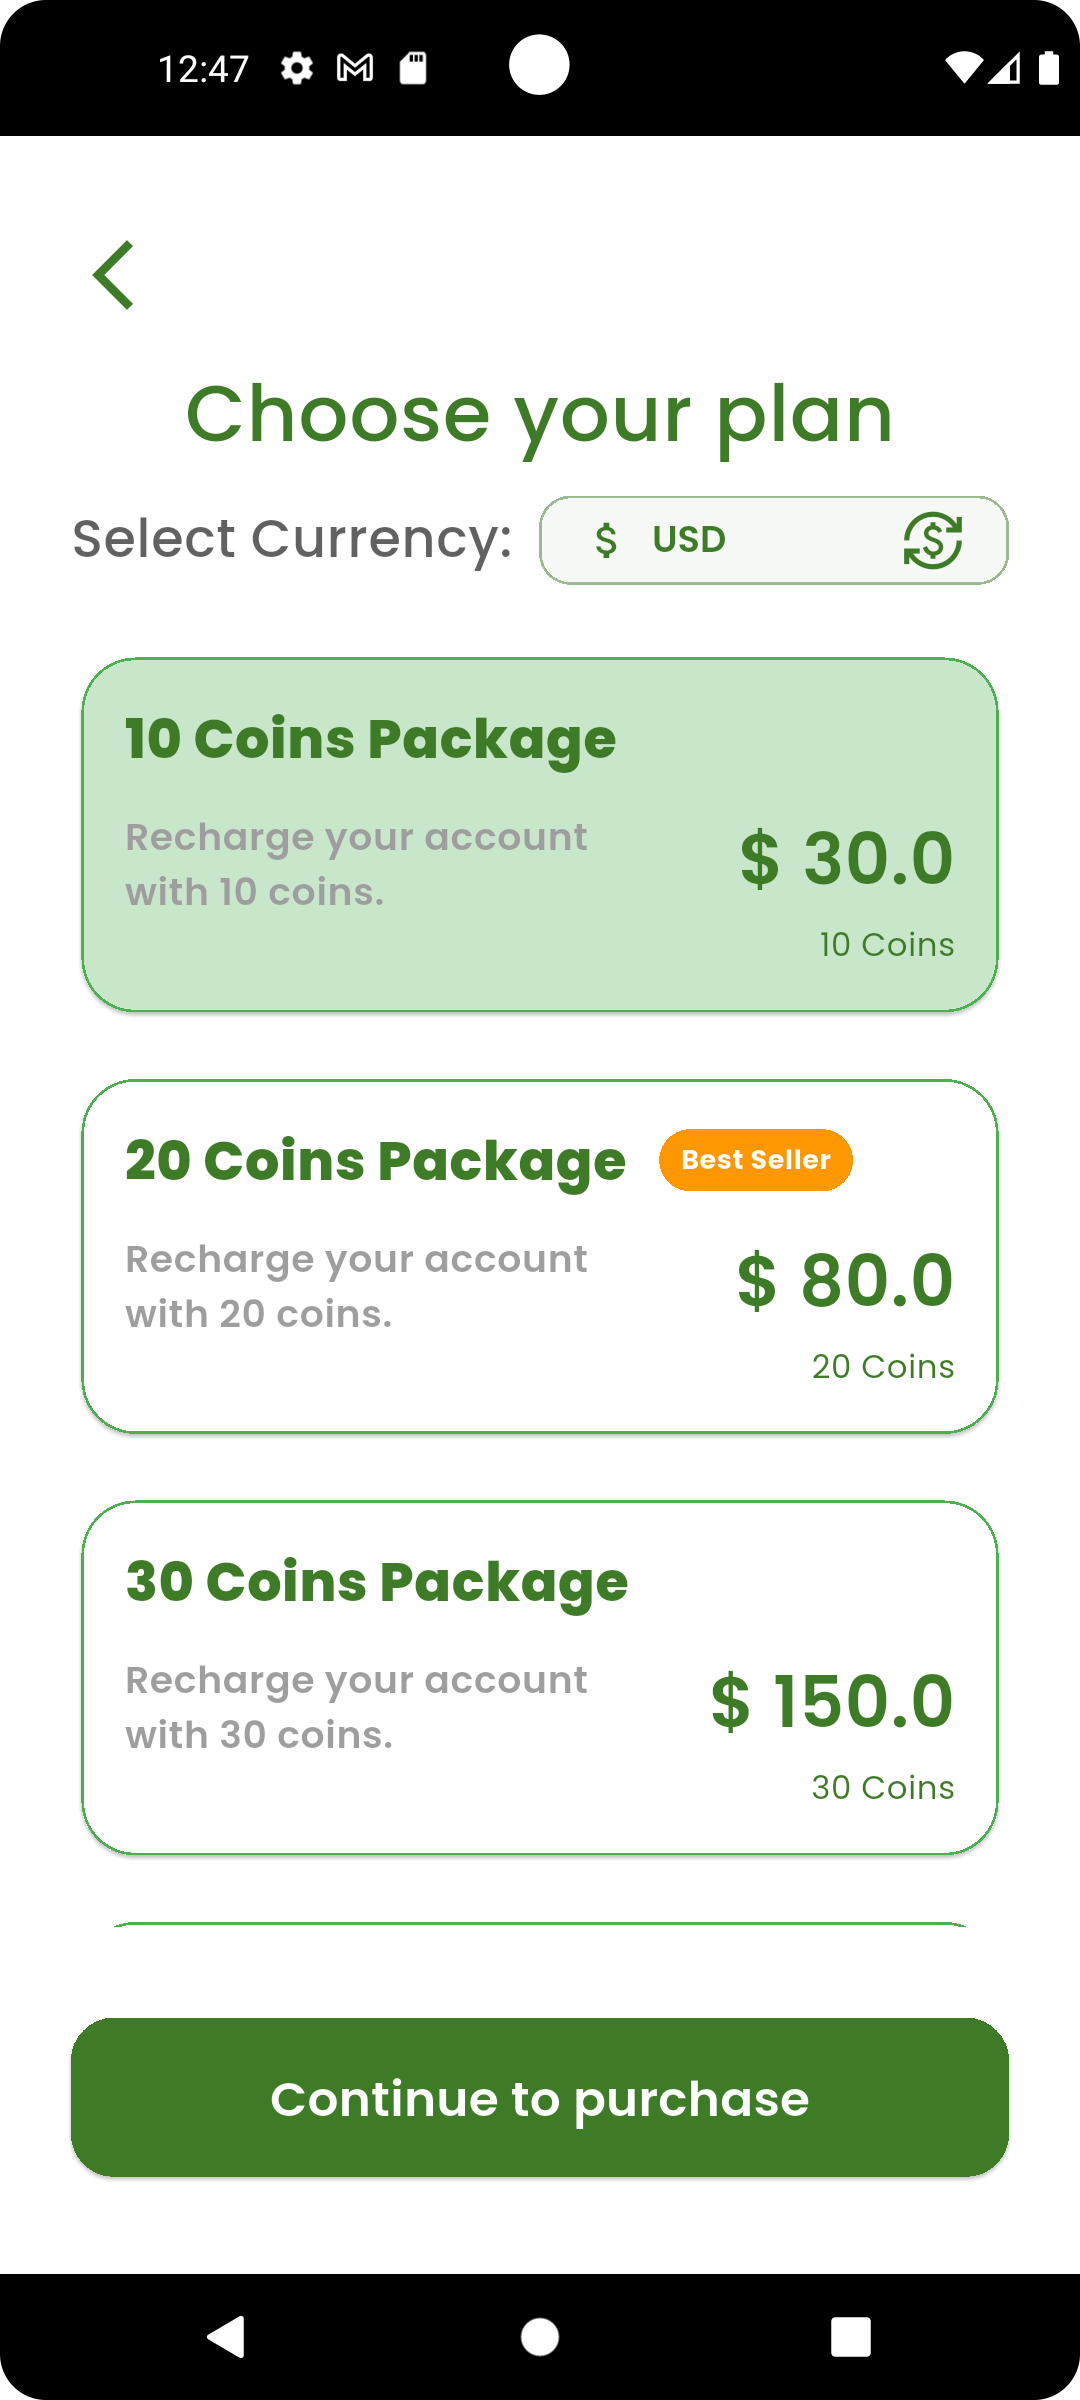 12:47
Choose your plan
Select Currency:
$ USD
10 Coins Package
Recharge your account
with 10 coins.
$ 30.0
10 Coins
20 Coins Package
Best Seller
Recharge your account
with 20 coins.
$ 80.0
20 Coins
30 Coins Package
Recharge your account
with 30 coins.
$ 150.0
30 Coins
Continue to purchase